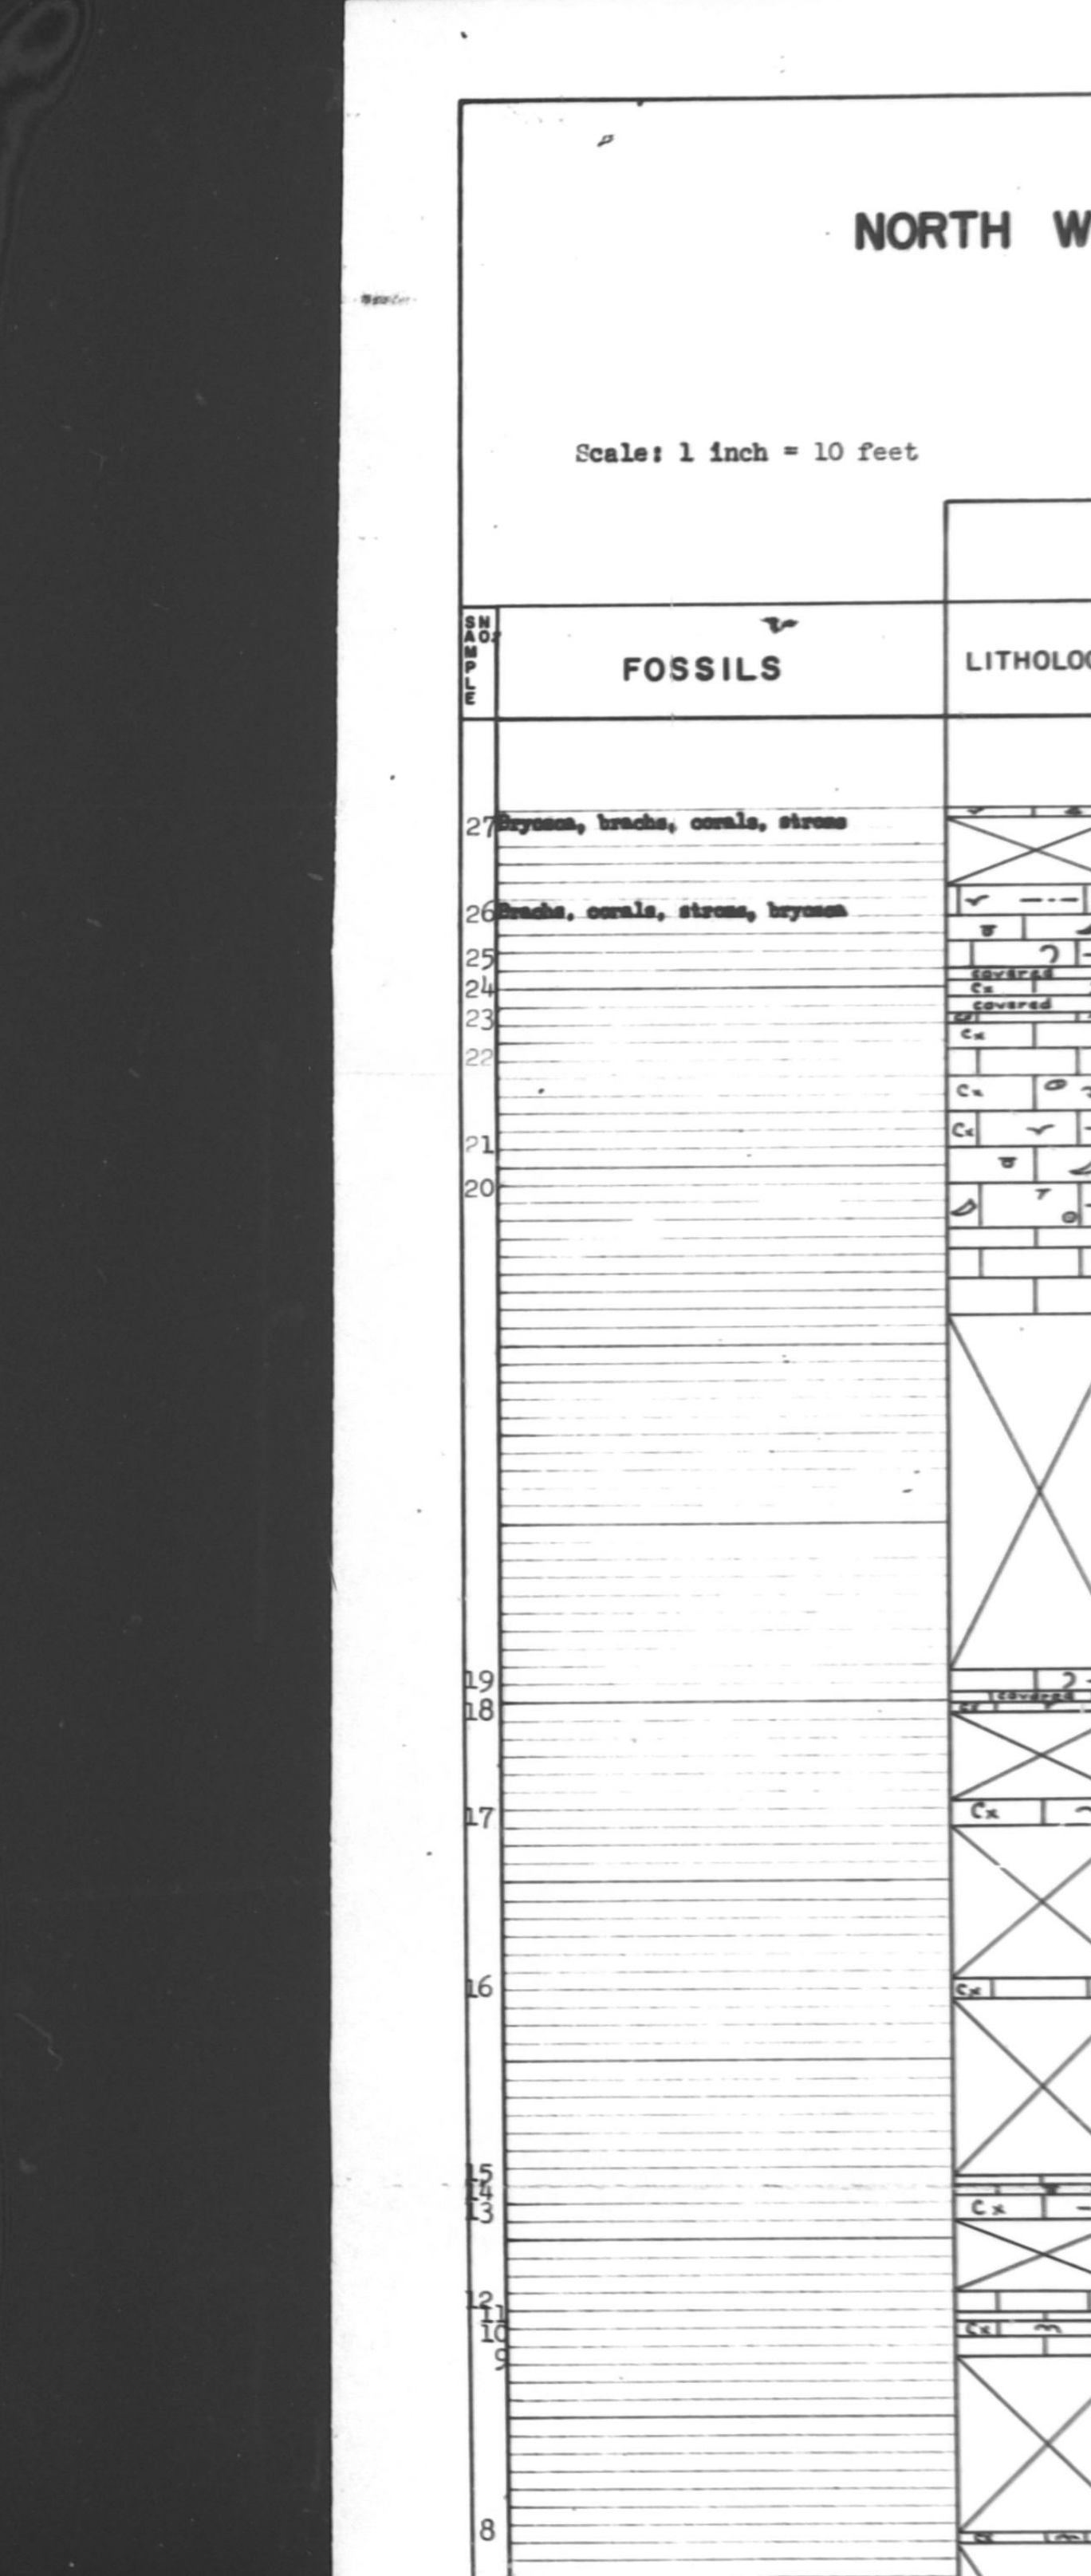 NORTH W
Scale: 1 inch = 10 feet
SAMPLE NO.
FOSSILS
LITHOLOG
27 Bryozoa, brachs, corals, stroms
26 Brachs, corals, stroms, bryozoa
25
covered
24
Cx
covered
23
Cx
22
Cx
Cx
21
20
19
covered
18
17
Cx
16
Cx
15
14
13
Cx
12
11
10
Cx
9
8